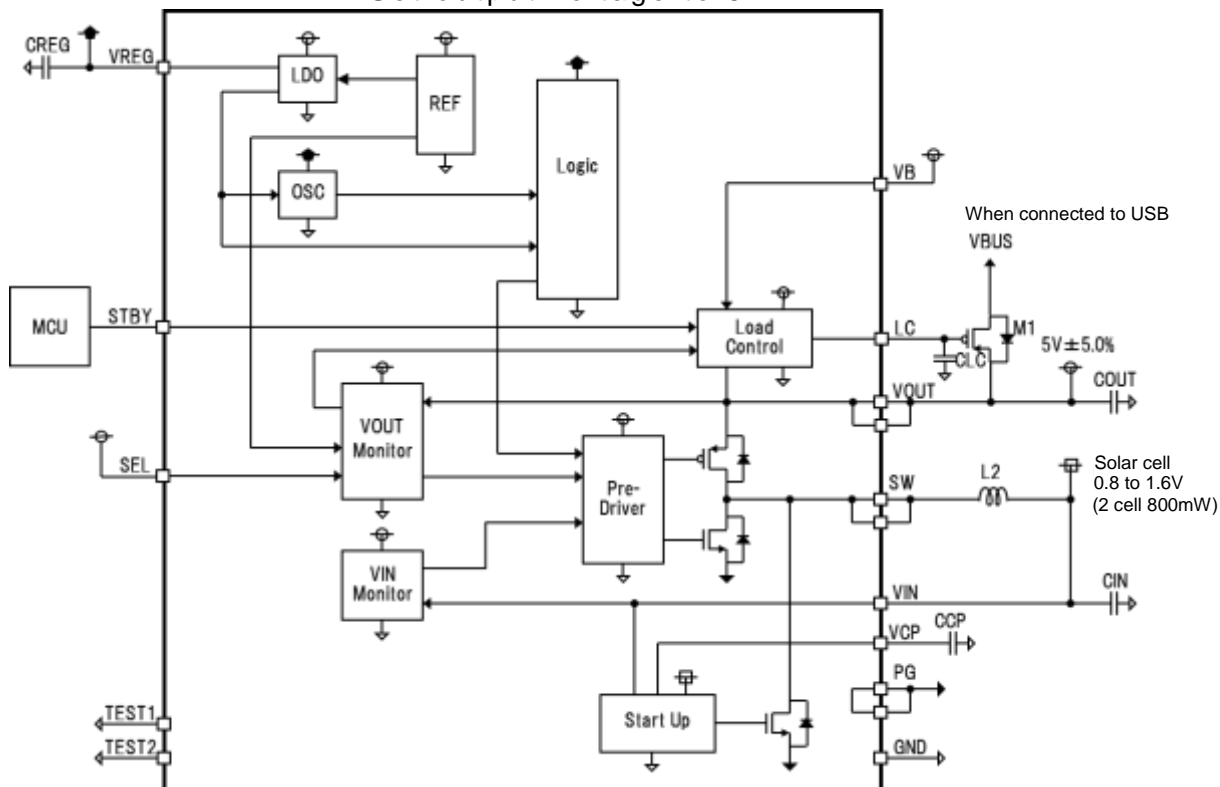 CREG
VREG
LDO
REF
Logic
OSC
VB
When connected to USB
VBUS
MCU
STBY
Load
Control
LC
M1
CLC
5V±5.0%
VOUT
COUT
VOUT
Monitor
SEL
Pre-
Driver
SW
L2
Solar cell
0.8 to 1.6V
(2 cell 800mW)
VIN
Monitor
VIN
CIN
VCP
CCP
PG
Start Up
TEST1
TEST2
GND